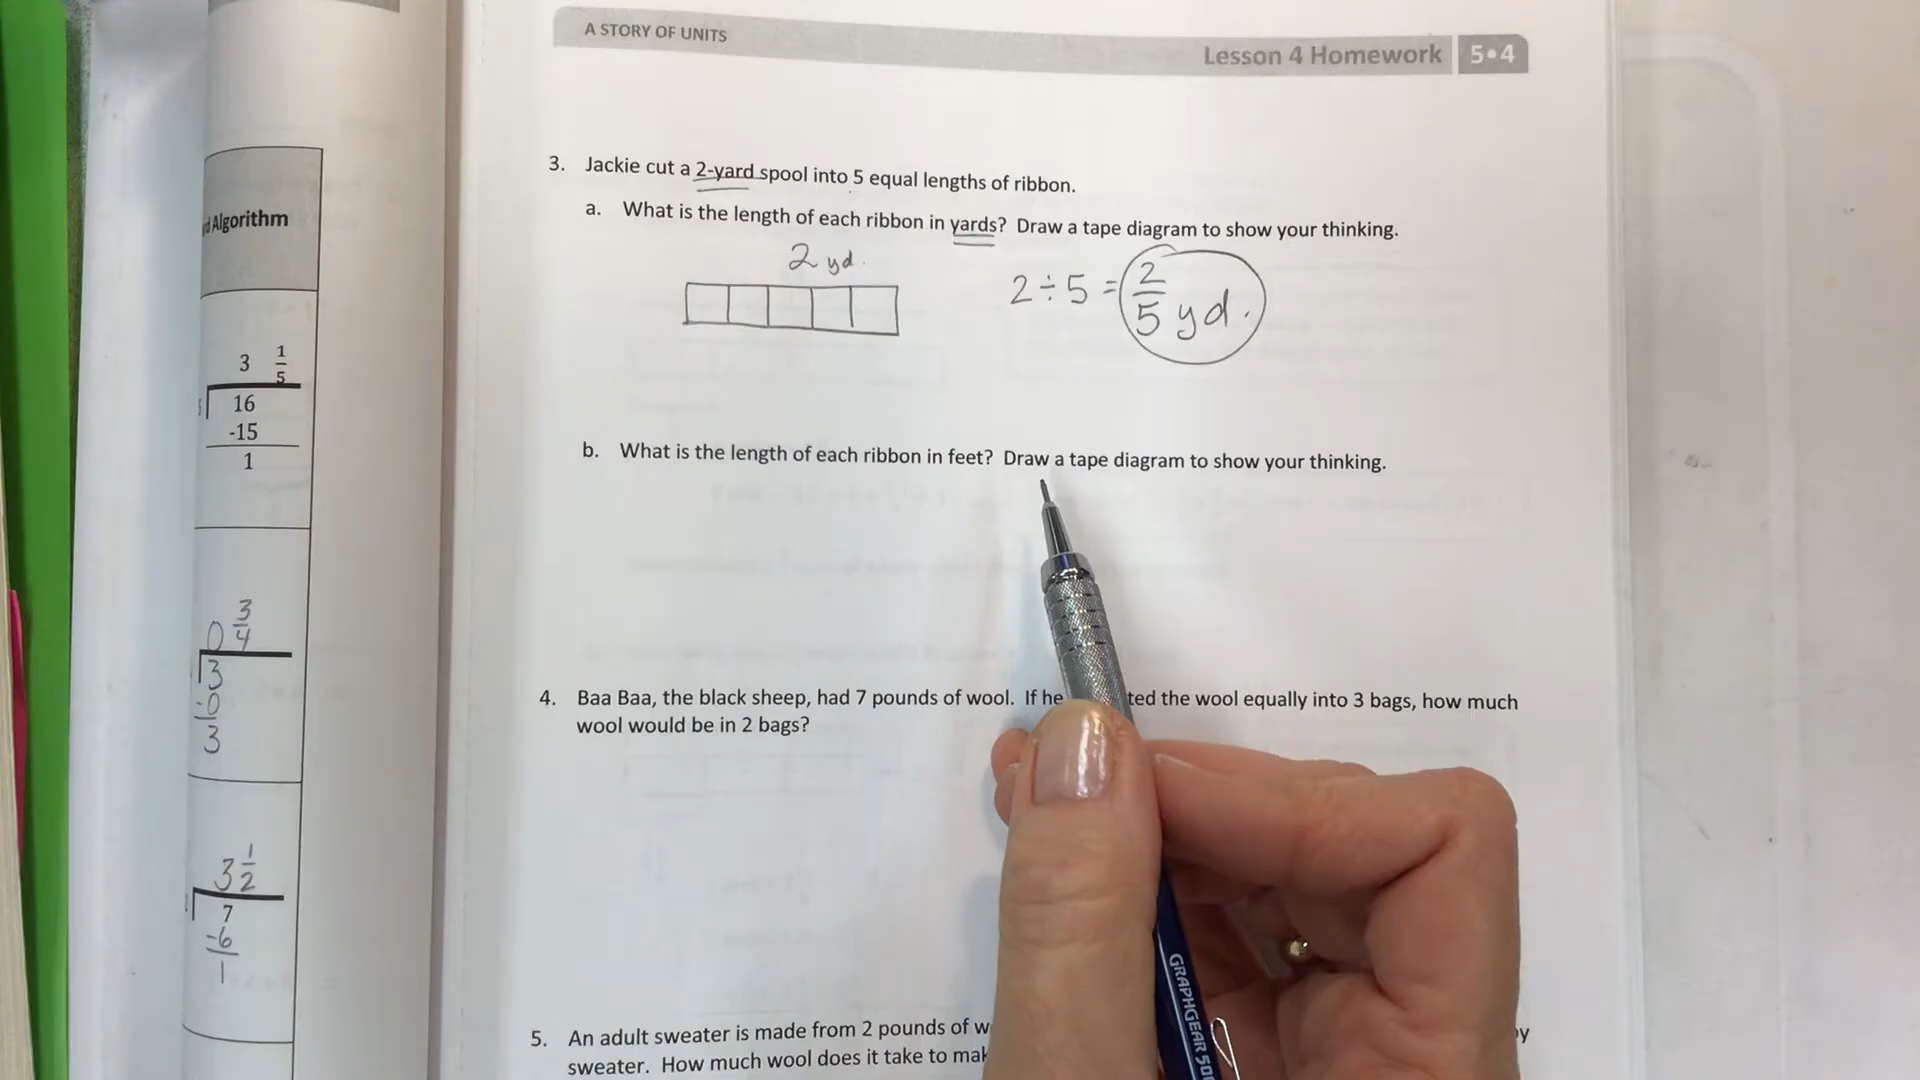 A STORY OF UNITS
Lesson 4 Homework 5•4
3. Jackie cut a 2-yard spool into 5 equal lengths of ribbon.
a. What is the length of each ribbon in yards? Draw a tape diagram to show your thinking.
2 yd.
2 ÷ 5 = 2/5 yd.
b. What is the length of each ribbon in feet? Draw a tape diagram to show your thinking.
4. Baa Baa, the black sheep, had 7 pounds of wool. If he ted the wool equally into 3 bags, how much
wool would be in 2 bags?
5. An adult sweater is made from 2 pounds of
sweater. How much wool does it take to
Algorithm
3 1/5
16
-15
1
0 3/4
3
-0
3
3 1/2
7
-6
1
GRAPHGEAR 500